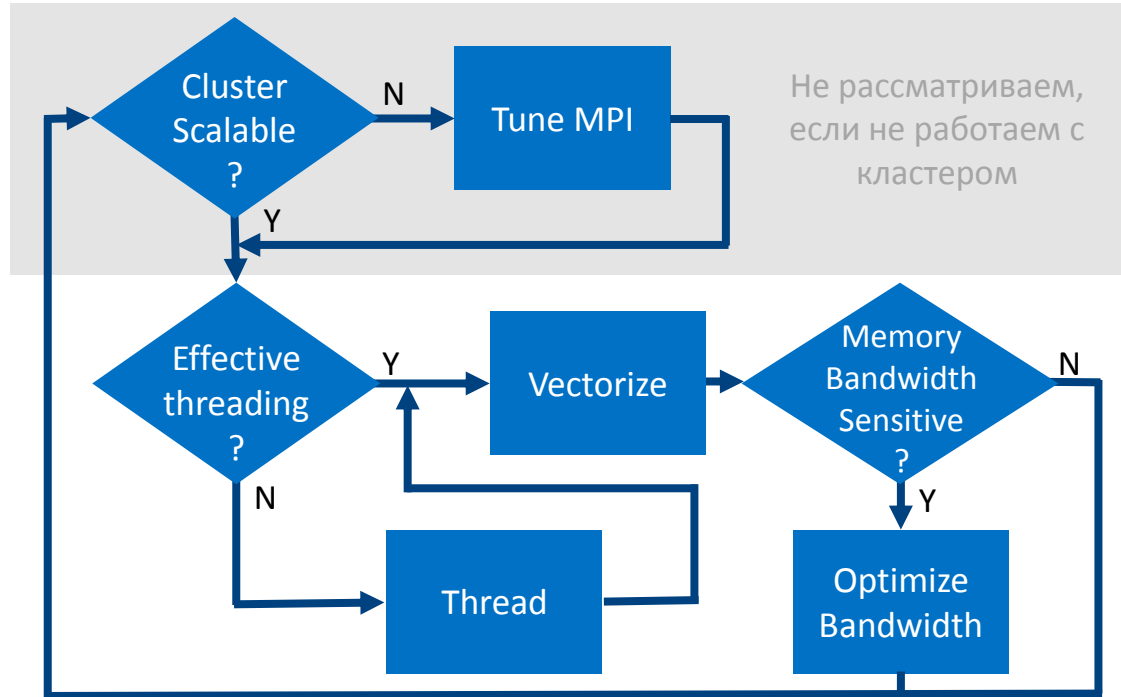 Cluster
Scalable
?
N
Tune MPI
Не рассматриваем,
если не работаем с
кластером
Y
Effective
threading
?
Y
Vectorize
Memory
Bandwidth
Sensitive
?
N
N
Thread
Y
Optimize
Bandwidth